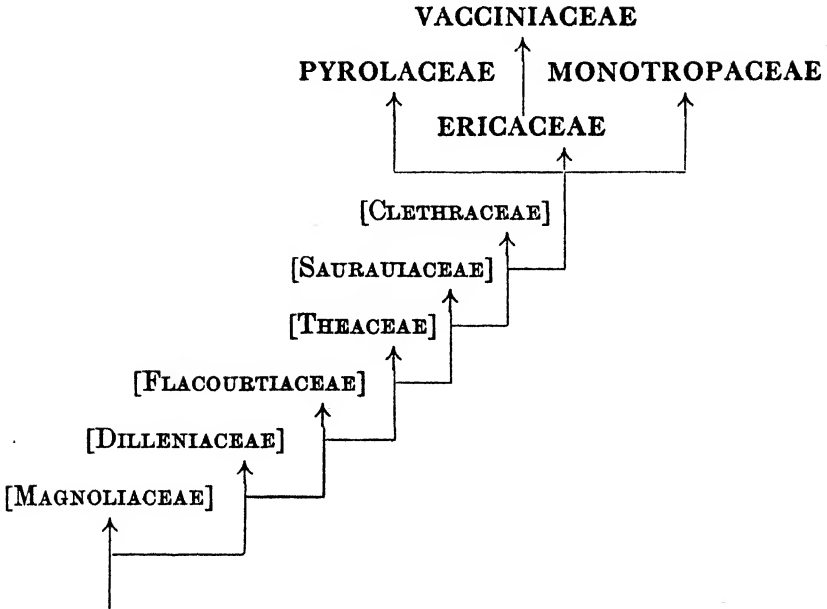 VACCINIACEAE
PYROLACEAE MONOTROPACEAE
ERICACEAE
[CLETHRACEAE]
[SAURAUIACEAE]
[THEACEAE]
[FLACOURTIACEAE]
[DILLENIACEAE]
[MAGNOLIACEAE]